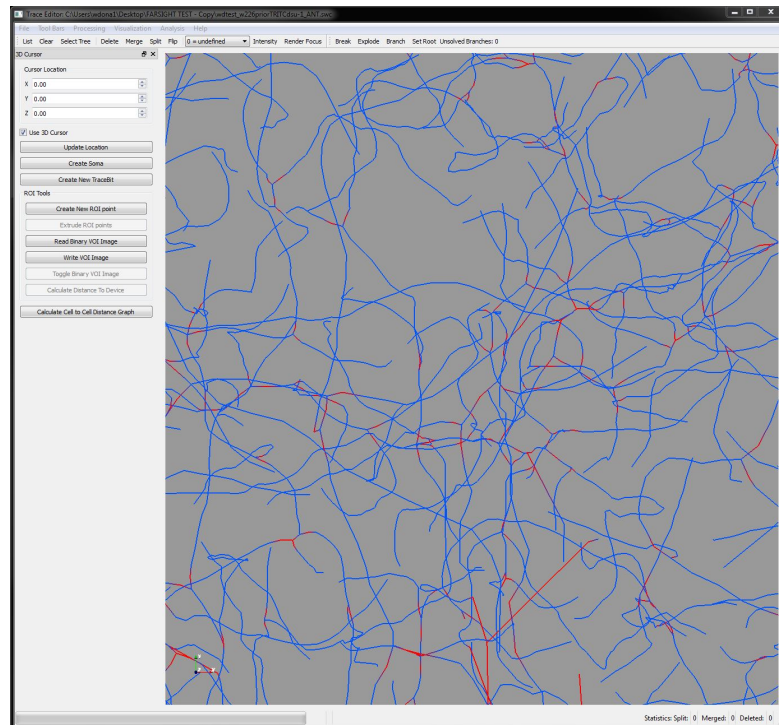 Trace Editor: C:\Users\wdona1\Desktop\FARSIGHT TEST - Copy\wdtest_w226priorTRITCdsu-1_ANT.swc
File Tool Bars Processing Visualization Analysis Help
List Clear Select Tree Delete Merge Split Flip 0 = undefined Intensity Render Focus Break Explode Branch Set Root Unsolved Branches: 0
3D Cursor
Cursor Location
X 0.00
Y 0.00
Z 0.00
Use 3D Cursor
Update Location
Create Soma
Create New TraceBit
ROI Tools
Create New ROI point
Extrude ROI points
Read Binary VOI Image
Write VOI Image
Toggle Binary VOI Image
Calculate Distance To Device
Calculate Cell to Cell Distance Graph
Statistics: Split: 0 Merged: 0 Deleted: 0